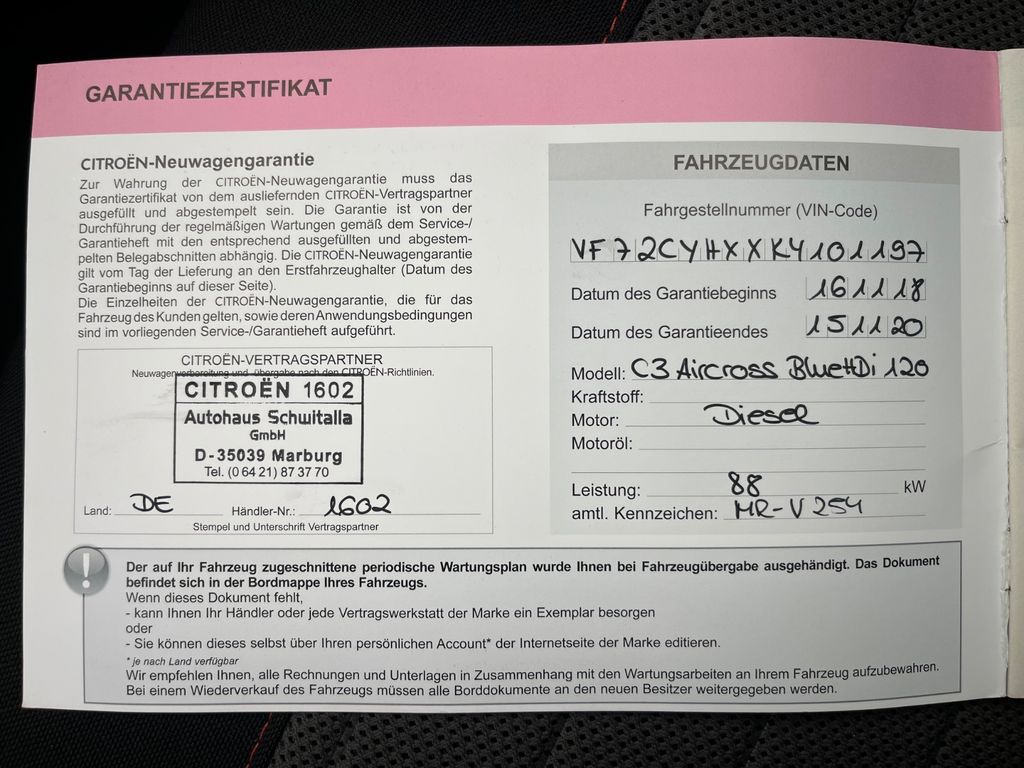 GARANTIEZERTIFIKAT
CITROËN-Neuwagengarantie
Zur Wahrung der CITROËN-Neuwagengarantie muss das
Garantiezertifikat von dem ausliefernden CITROËN-Vertragspartner
ausgefüllt und abgestempelt sein. Die Garantie ist von der
Durchführung der regelmäßigen Wartungen gemäß dem Service-/
Garantieheft mit den entsprechend ausgefüllten und abgestem-
pelten Belegabschnitten abhängig. Die CITROËN-Neuwagengarantie
gilt vom Tag der Lieferung an den Erstfahrzeughalter (Datum des
Garantiebeginns auf dieser Seite).
Die Einzelheiten der CITROËN-Neuwagengarantie, die für das
Fahrzeug des Kunden gelten, sowie deren Anwendungsbedingungen
sind im vorliegenden Service-/Garantieheft aufgeführt.
CITROËN-VERTRAGSPARTNER
Neuwagenvorbereitung und -übergabe nach den CITROËN-Richtlinien.
CITROËN 1602
Autohaus Schwitalla
GmbH
D-35039 Marburg
Tel. (0 64 21) 87 37 70
Land: DE Händler-Nr.: 1602
Stempel und Unterschrift Vertragspartner
FAHRZEUGDATEN
Fahrgestellnummer (VIN-Code)
VF72CYHXXK4101197
Datum des Garantiebeginns 161118
Datum des Garantieendes 151120
Modell: C3 Aircross BlueHDi 120
Kraftstoff:
Motor: Diesel
Motoröl:
Leistung: 88 kW
amtl. Kennzeichen: MR-V 254
Der auf Ihr Fahrzeug zugeschnittene periodische Wartungsplan wurde Ihnen bei Fahrzeugübergabe ausgehändigt. Das Dokument
befindet sich in der Bordmappe Ihres Fahrzeugs.
Wenn dieses Dokument fehlt,
- kann Ihnen Ihr Händler oder jede Vertragswerkstatt der Marke ein Exemplar besorgen
oder
- Sie können dieses selbst über Ihren persönlichen Account* der Internetseite der Marke editieren.
* je nach Land verfügbar
Wir empfehlen Ihnen, alle Rechnungen und Unterlagen in Zusammenhang mit den Wartungsarbeiten an Ihrem Fahrzeug aufzubewahren.
Bei einem Wiederverkauf des Fahrzeugs müssen alle Borddokumente an den neuen Besitzer weitergegeben werden.